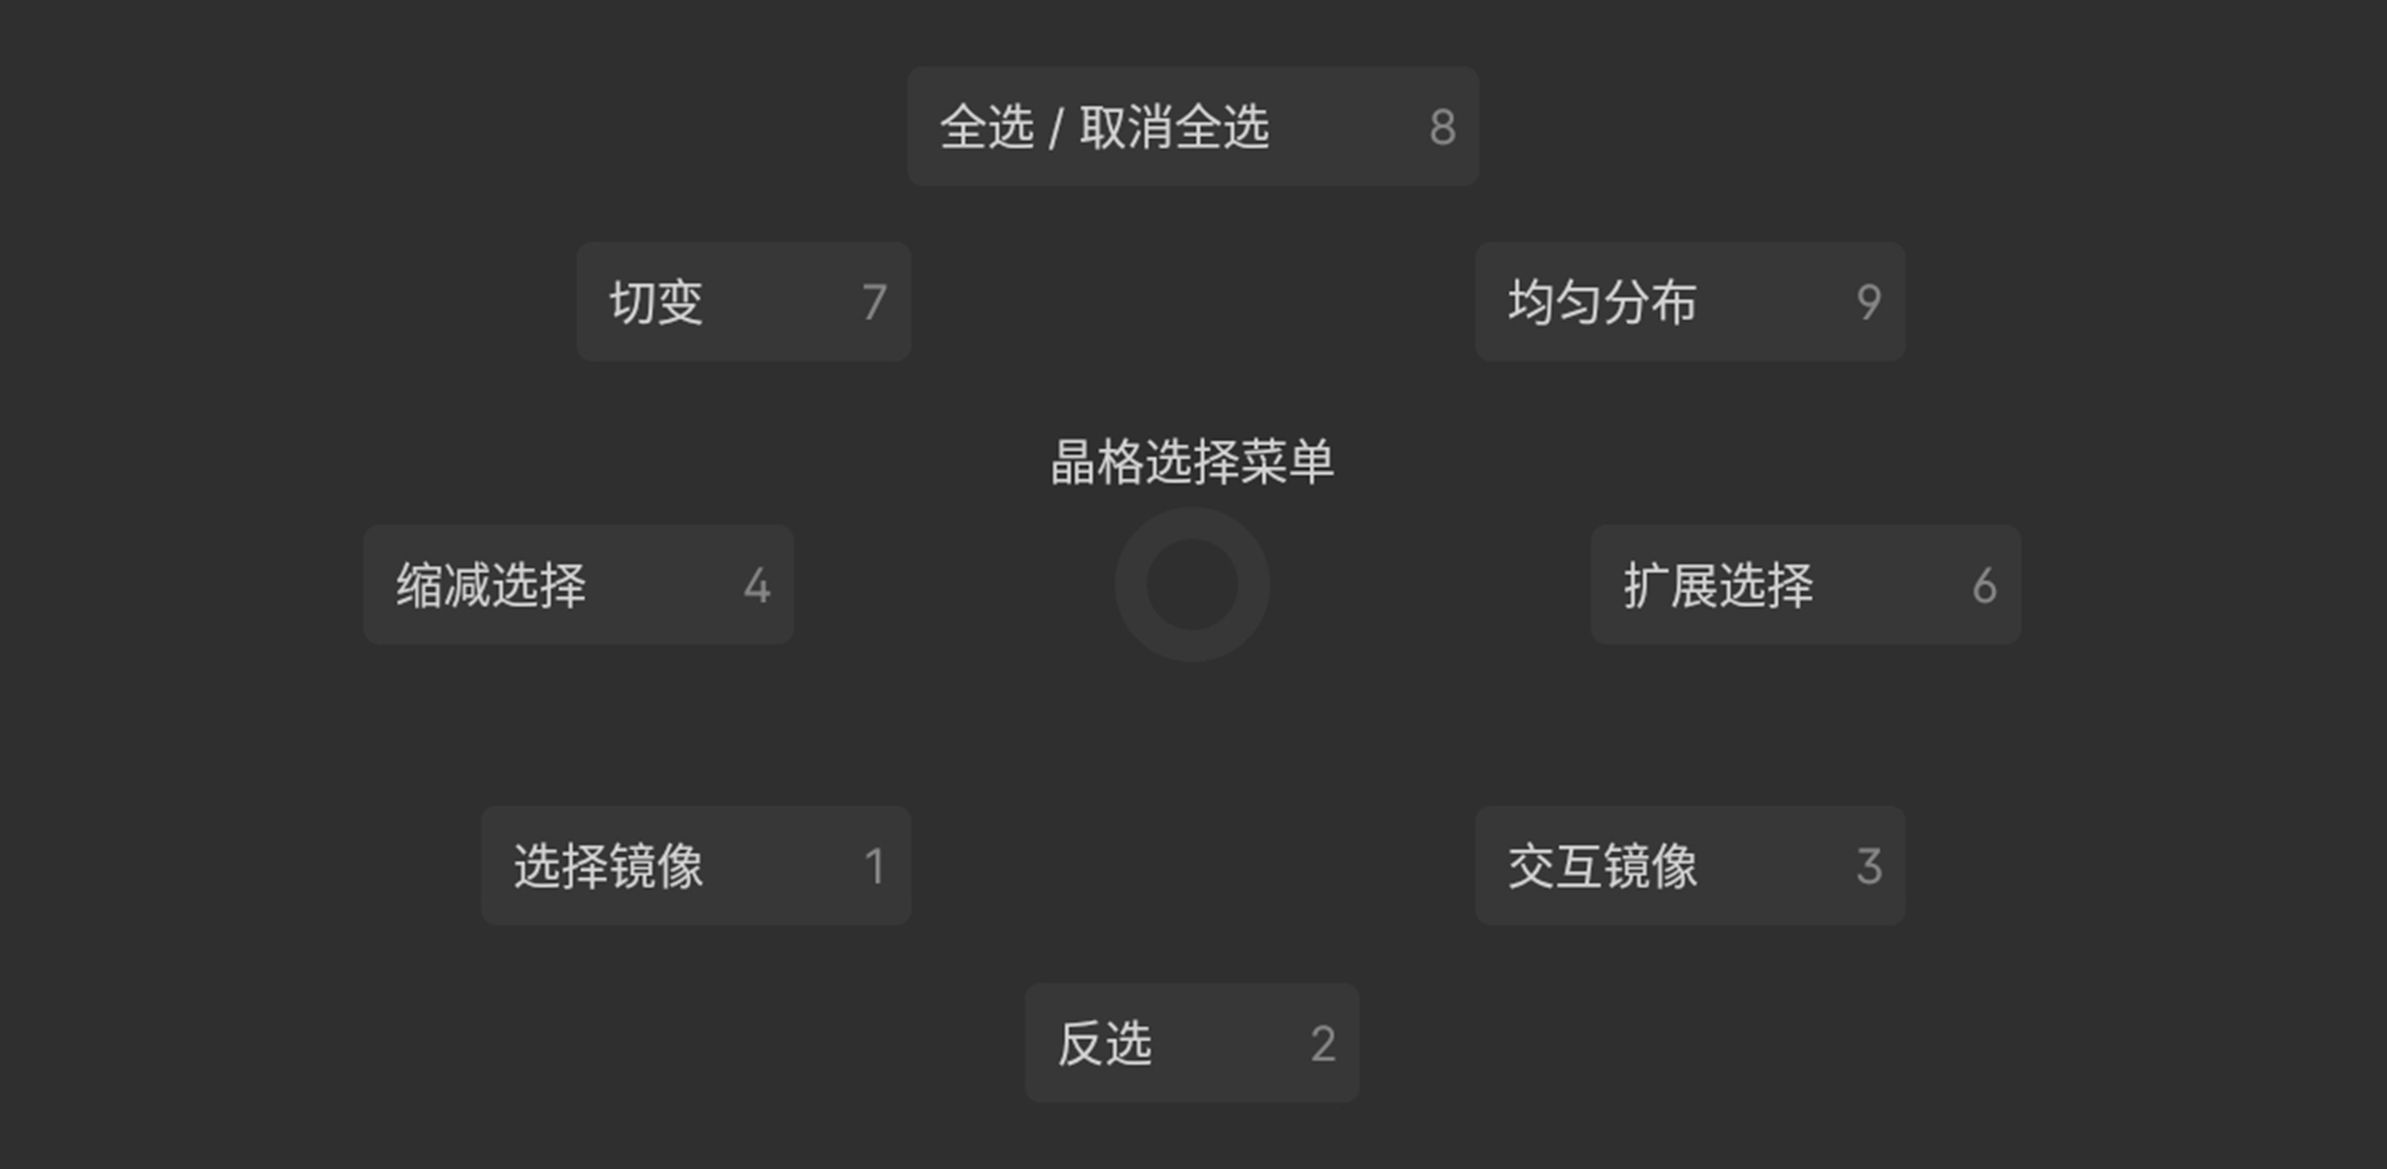 全选 / 取消全选 8
切变 7
均匀分布 9
晶格选择菜单
缩减选择 4
扩展选择 6
选择镜像 1
交互镜像 3
反选 2